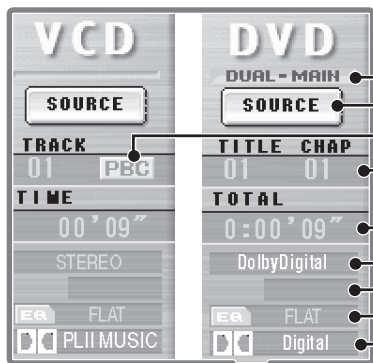 VCD
SOURCE
TRACK
01 PBC
TIME
00'09"
STEREO
EQ FLAT
PLII MUSIC
DVD
DUAL-MAIN
SOURCE
TITLE CHAP
01 01
TOTAL
0:00'09"
DolbyDigital
EQ FLAT
Digital